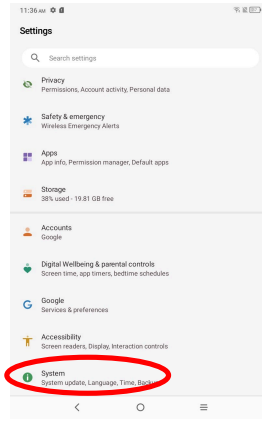 11:36 AM
Settings
Search settings
Privacy
Permissions, Account activity, Personal data
Safety & emergency
Wireless Emergency Alerts
Apps
App info, Permission manager, Default apps
Storage
38% used - 19.81 GB free
Accounts
Google
Digital Wellbeing & parental controls
Screen time, app timers, bedtime schedules
Google
Services & preferences
Accessibility
Screen readers, Display, Interaction controls
System
System update, Language, Time, Backup